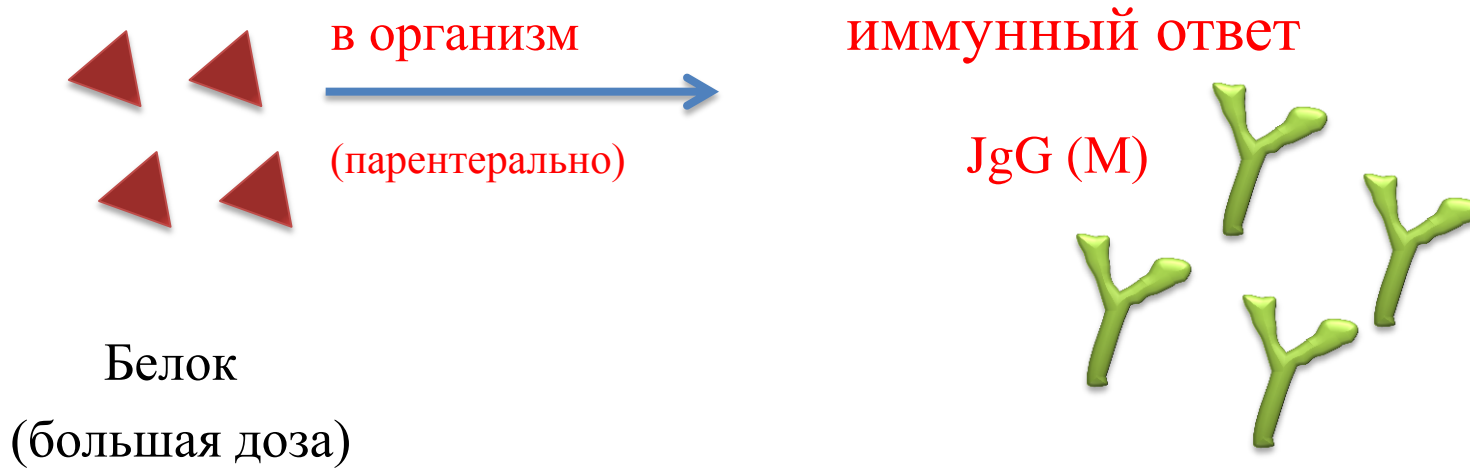 в организм
иммунный ответ
(парентерально)
JgG (M)
Белок
(большая доза)